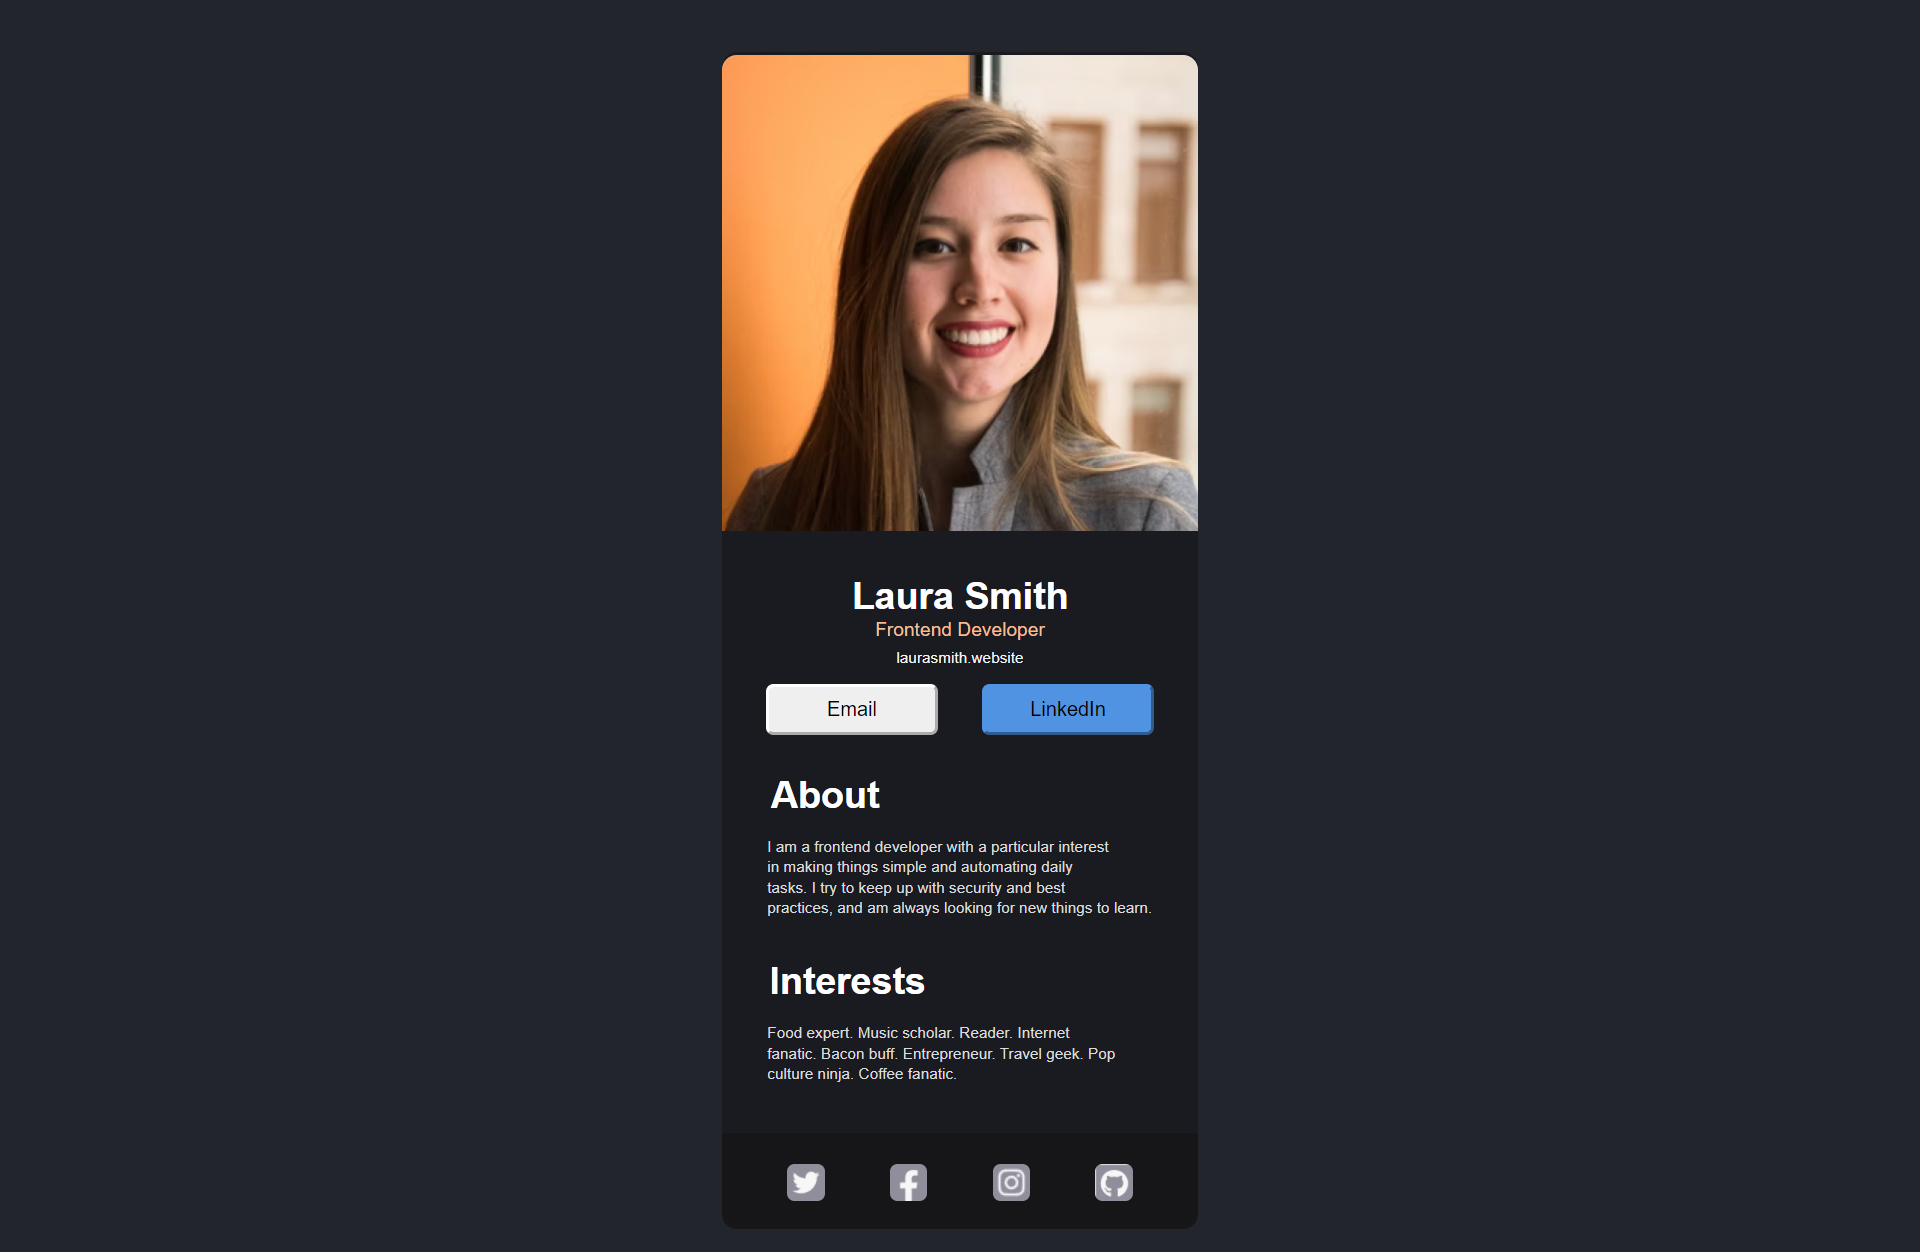 Laura Smith
Frontend Developer
laurasmith.website
Email
LinkedIn
About
I am a frontend developer with a particular interest
in making things simple and automating daily
tasks. I try to keep up with security and best
practices, and am always looking for new things to learn.
Interests
Food expert. Music scholar. Reader. Internet
fanatic. Bacon buff. Entrepreneur. Travel geek. Pop
culture ninja. Coffee fanatic.